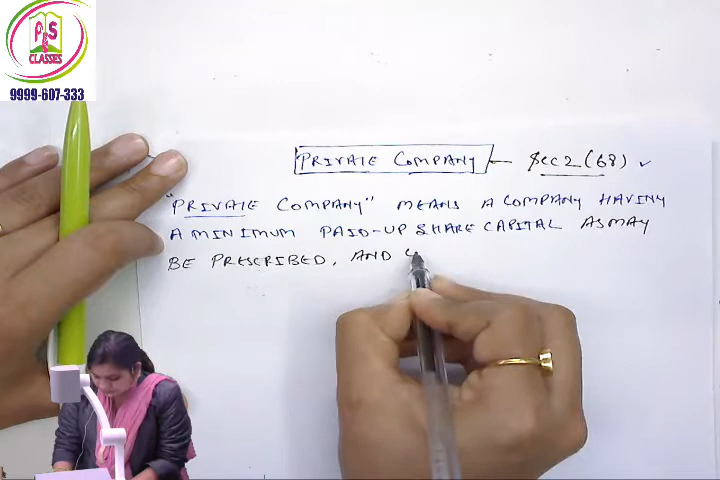 P&S
CLASSES
9999-607-333
PRIVATE COMPANY — Sec 2 (68) ✓
"PRIVATE COMPANY" MEANS A COMPANY HAVING
A MINIMUM PAID-UP SHARE CAPITAL AS MAY
BE PRESCRIBED, AND